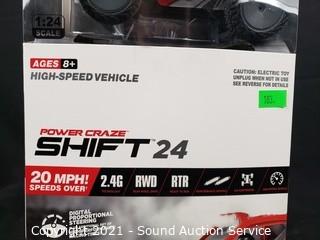 1:24
SCALE
AGES 8+
HIGH-SPEED VEHICLE
CAUTION: ELECTRIC TOY
UNPLUG WHEN NOT IN USE
SEE REVERSE FOR DETAILS
POWER CRAZE™
SHIFT 24
20 MPH!
SPEEDS OVER
2.4G
RWD
RTR
DIGITAL
PROPORTIONAL
STEERING
Copyright 2021 - Sound Auction Service